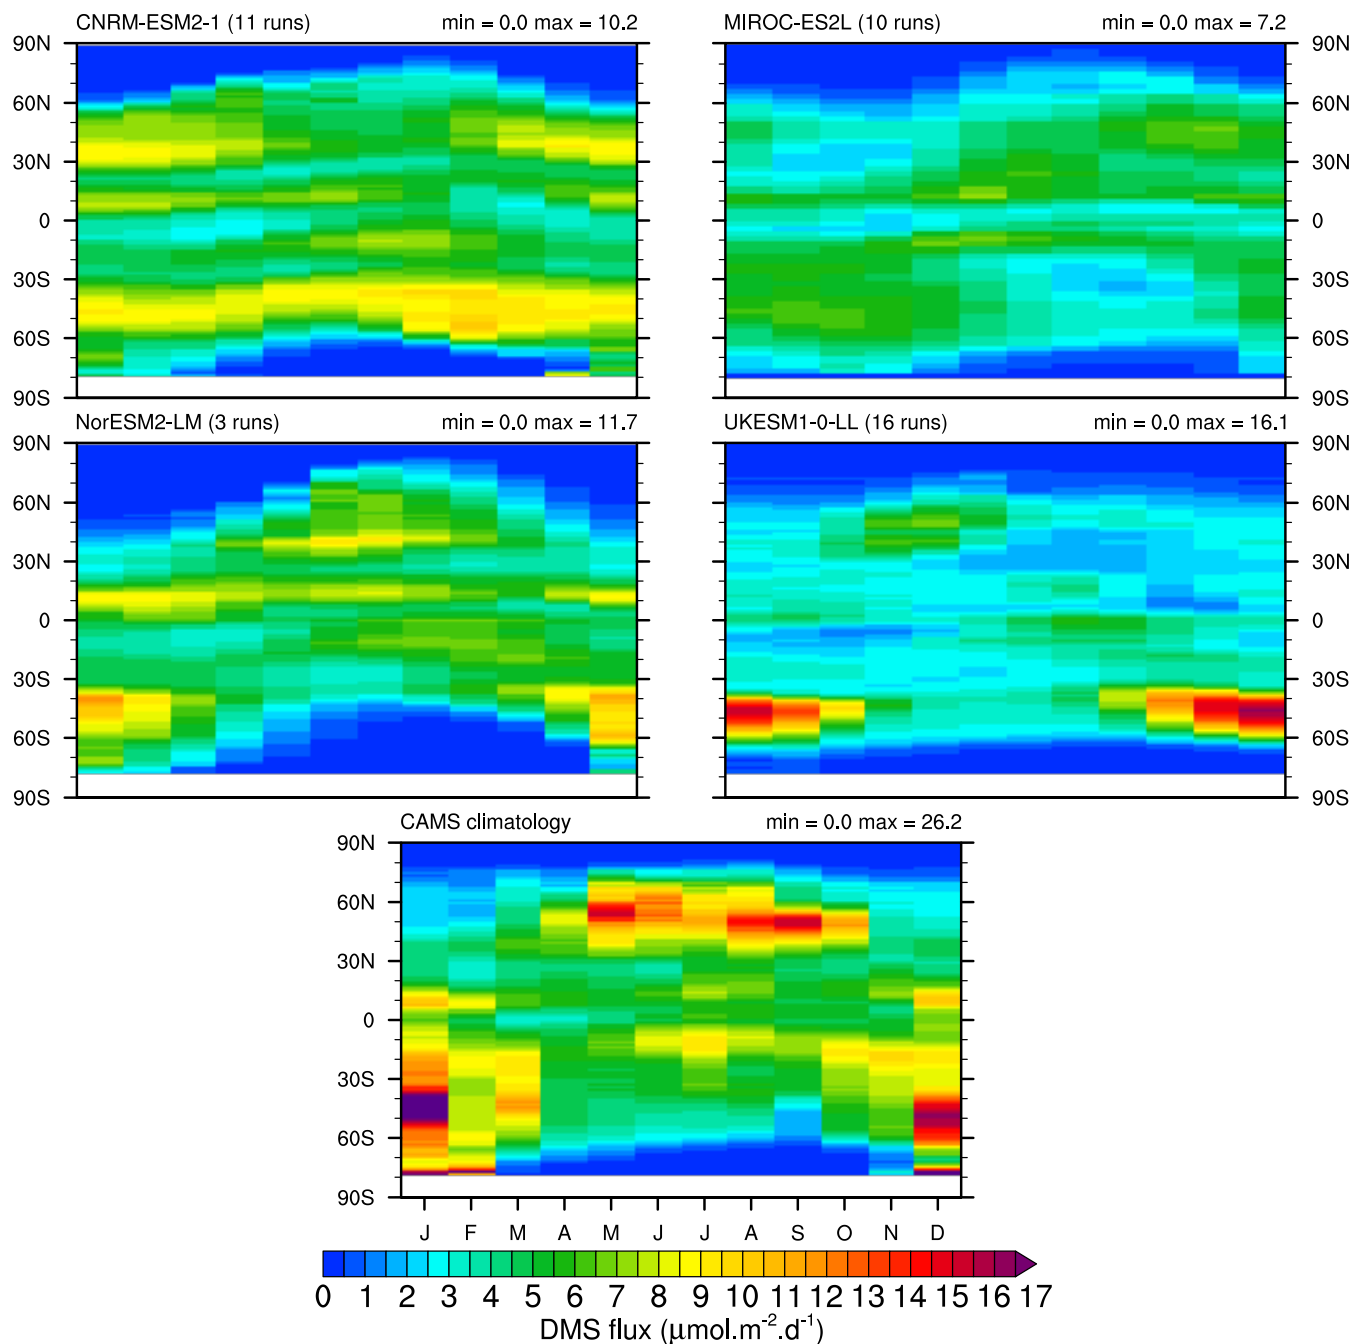 CNRM-ESM2-1 (11 runs) min = 0.0 max = 10.2
MIROC-ES2L (10 runs) min = 0.0 max = 7.2
90N 90N
60N 60N
30N 30N
0 0
30S 30S
60S 60S
90S 90S
NorESM2-LM (3 runs) min = 0.0 max = 11.7
UKESM1-0-LL (16 runs) min = 0.0 max = 16.1
90N 90N
60N 60N
30N 30N
0 0
30S 30S
60S 60S
90S 90S
CAMS climatology min = 0.0 max = 26.2
90N
60N
30N
0
30S
60S
90S
J F M A M J J A S O N D
0 1 2 3 4 5 6 7 8 9 10 11 12 13 14 15 16 17
DMS flux (μmol.m⁻².d⁻¹)